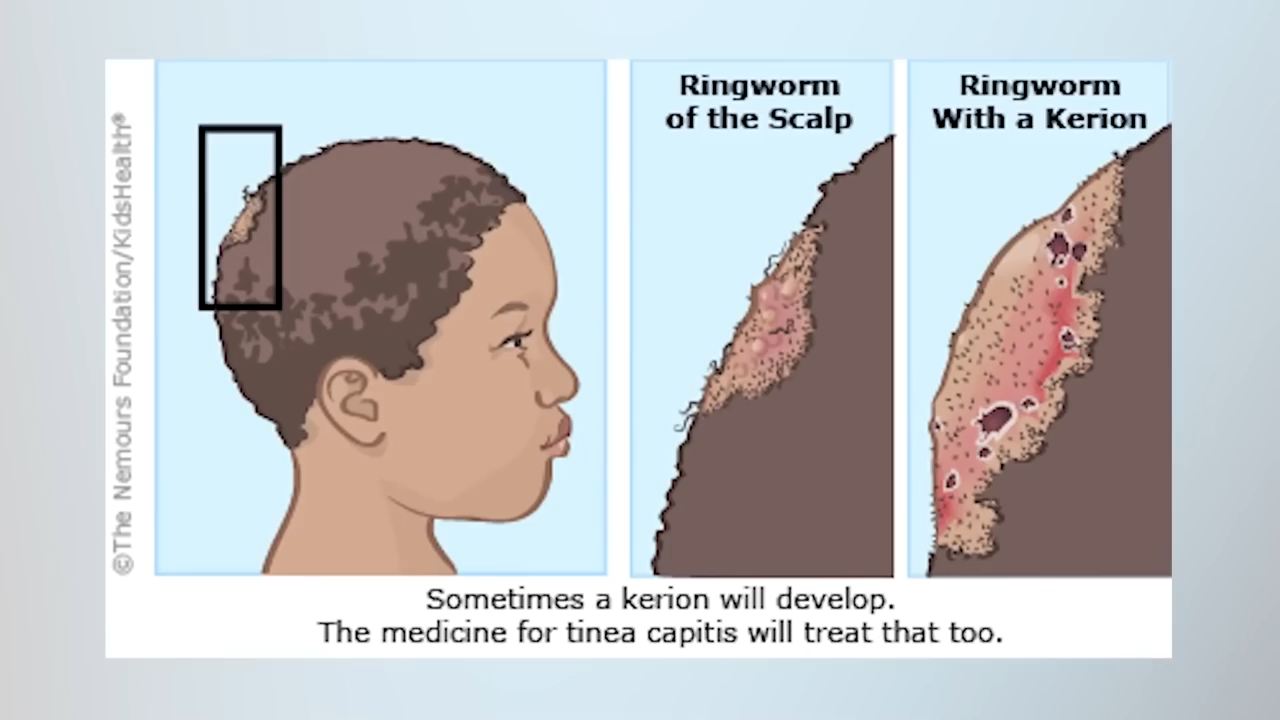 ©The Nemours Foundation/KidsHealth®
Ringworm
of the Scalp
Ringworm
With a Kerion
Sometimes a kerion will develop.
The medicine for tinea capitis will treat that too.